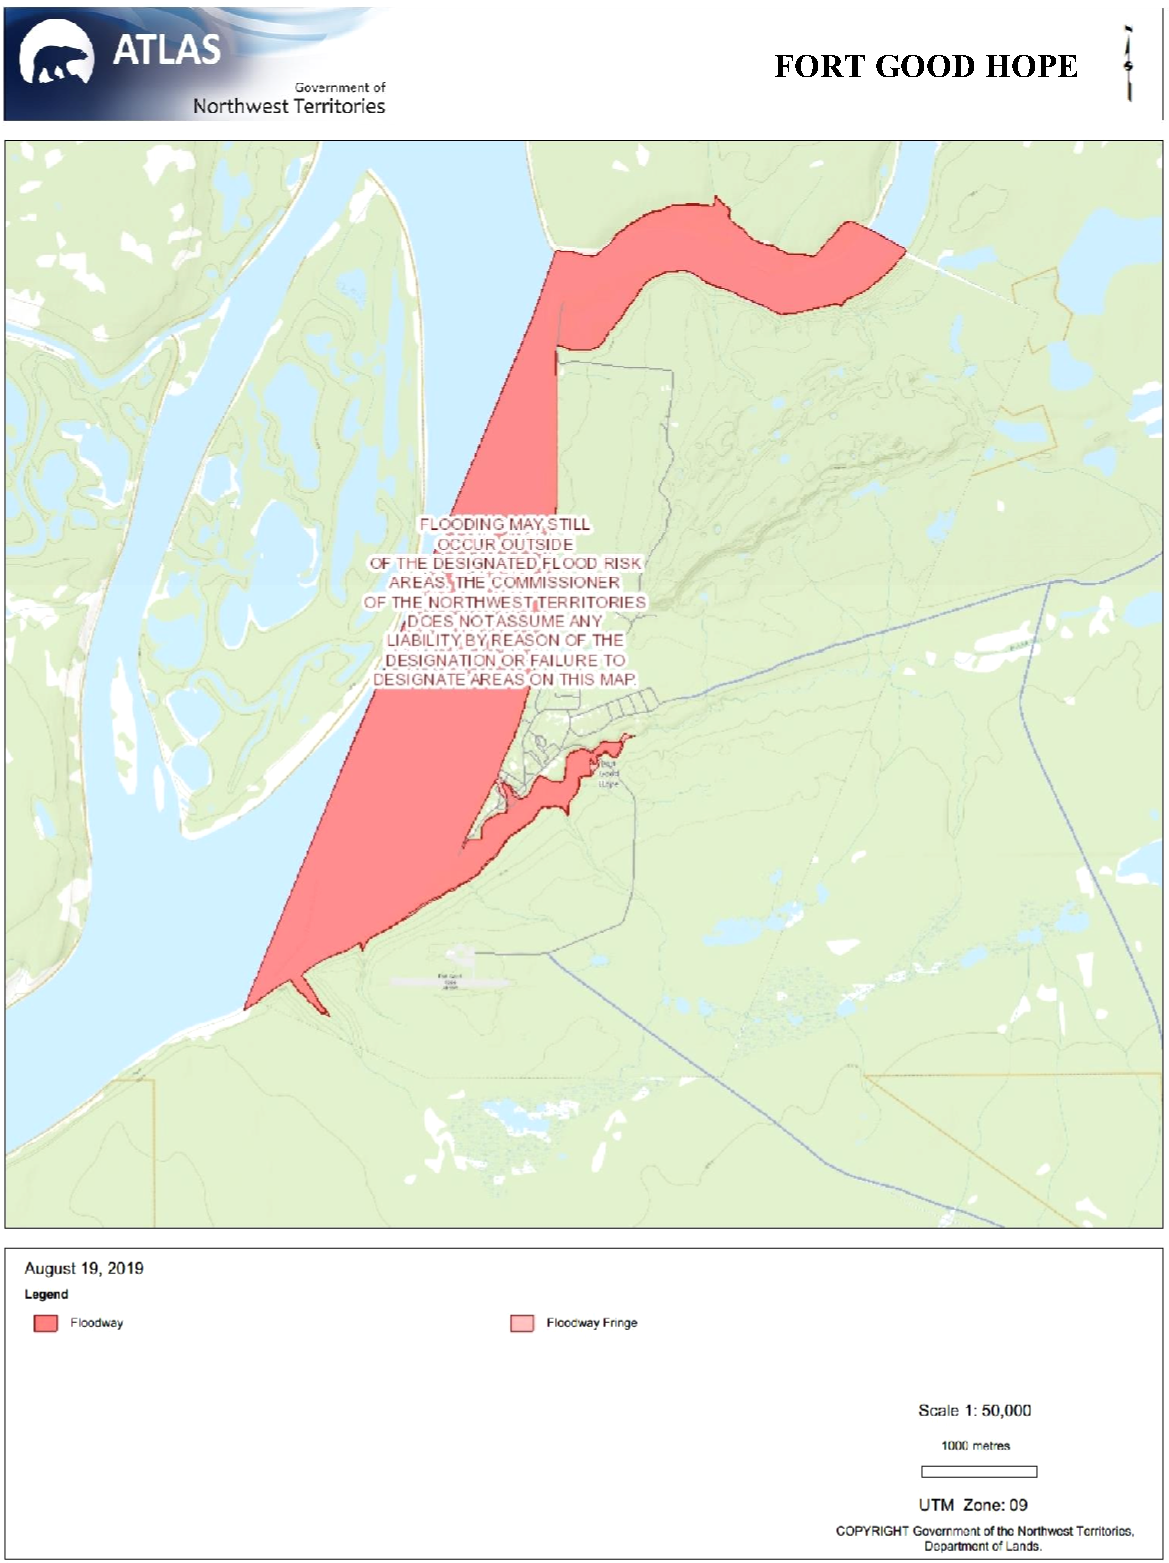 ATLAS
Government of
Northwest Territories
FORT GOOD HOPE
FLOODING MAY STILL
OCCUR OUTSIDE
OF THE DESIGNATED FLOOD RISK
AREAS. THE COMMISSIONER
OF THE NORTHWEST TERRITORIES
DOES NOT ASSUME ANY
LIABILITY BY REASON OF THE
DESIGNATION OR FAILURE TO
DESIGNATE AREAS ON THIS MAP.
Fort
Good
Hope
August 19, 2019
Legend
Floodway
Floodway Fringe
Scale 1: 50,000
1000 metres
UTM Zone: 09
COPYRIGHT Government of the Northwest Territories,
Department of Lands.